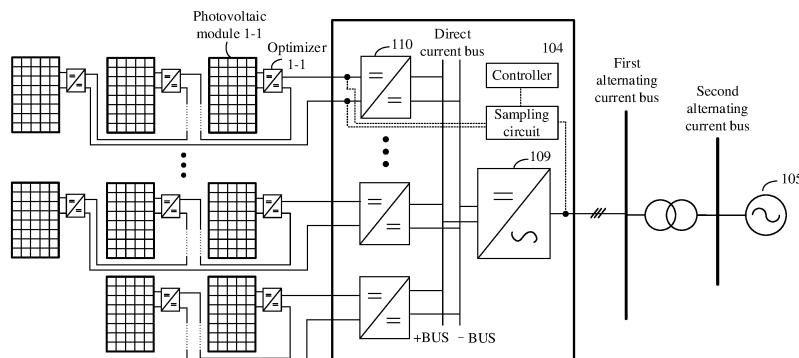 Photovoltaic
module 1-1
Optimizer
1-1
110
Direct
current bus
104
Controller
Sampling
circuit
109
First
alternating
current bus
Second
alternating
current bus
105
+BUS
− BUS